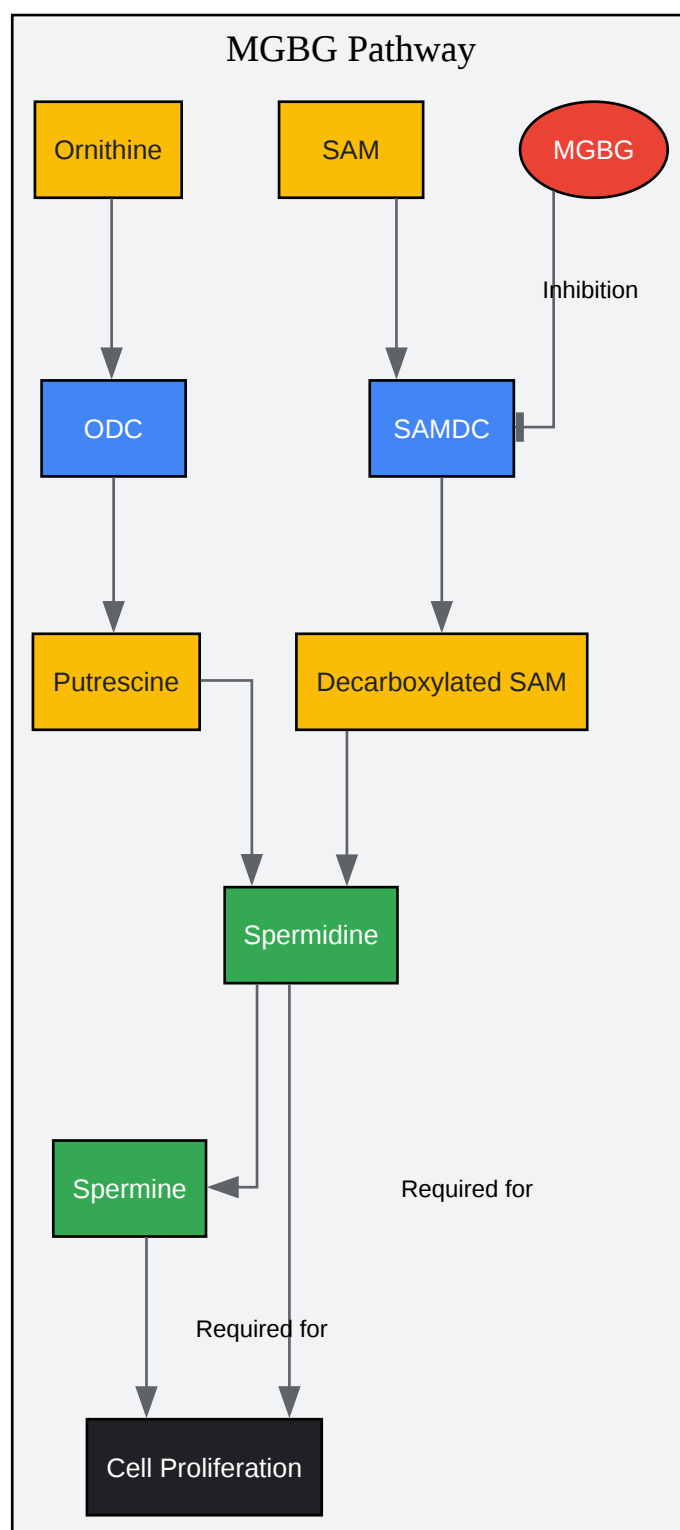 MGBG Pathway
Ornithine
SAM
MGBG
Inhibition
ODC
SAMDC
Putrescine
Decarboxylated SAM
Spermidine
Spermine
Required for
Required for
Cell Proliferation